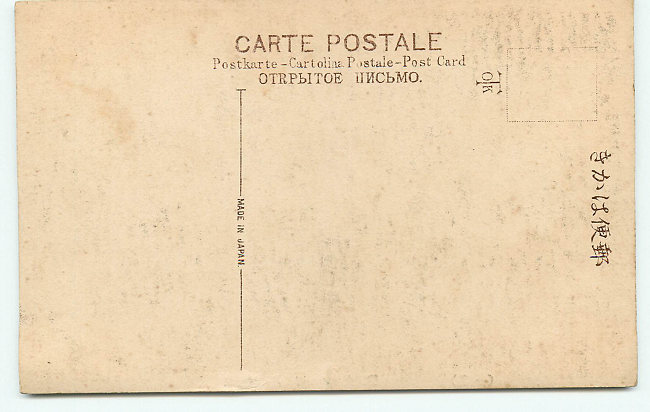 CARTE POSTALE
Postkarte – Cartolina Postale – Post Card
ОТКРЫТОЕ ПИСЬМО.
MADE IN JAPAN.
きかは便郵